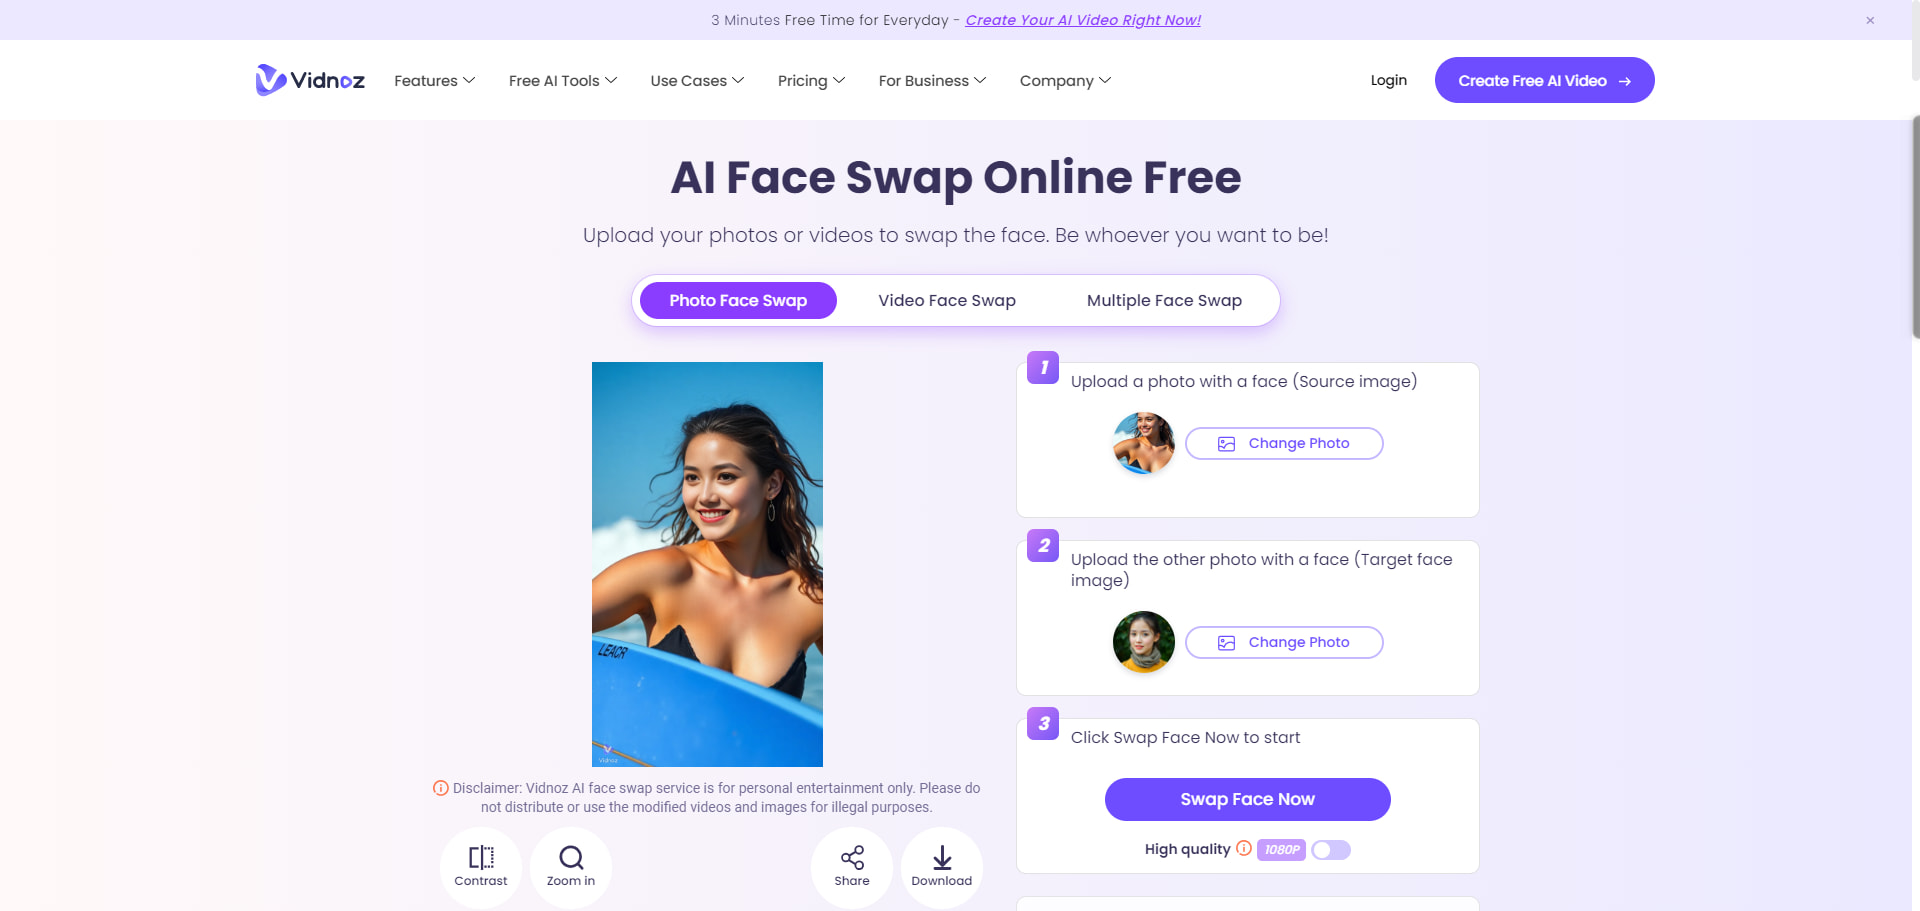 3 Minutes Free Time for Everyday - Create Your AI Video Right Now!
Vidnoz
Features
Free AI Tools
Use Cases
Pricing
For Business
Company
Login
Create Free AI Video
AI Face Swap Online Free
Upload your photos or videos to swap the face. Be whoever you want to be!
Photo Face Swap
Video Face Swap
Multiple Face Swap
LEACR
Vidnoz
Disclaimer: Vidnoz AI face swap service is for personal entertainment only. Please do
not distribute or use the modified videos and images for illegal purposes.
Contrast
Zoom in
Share
Download
1
Upload a photo with a face (Source image)
Change Photo
2
Upload the other photo with a face (Target face
image)
Change Photo
3
Click Swap Face Now to start
Swap Face Now
High quality
1080P